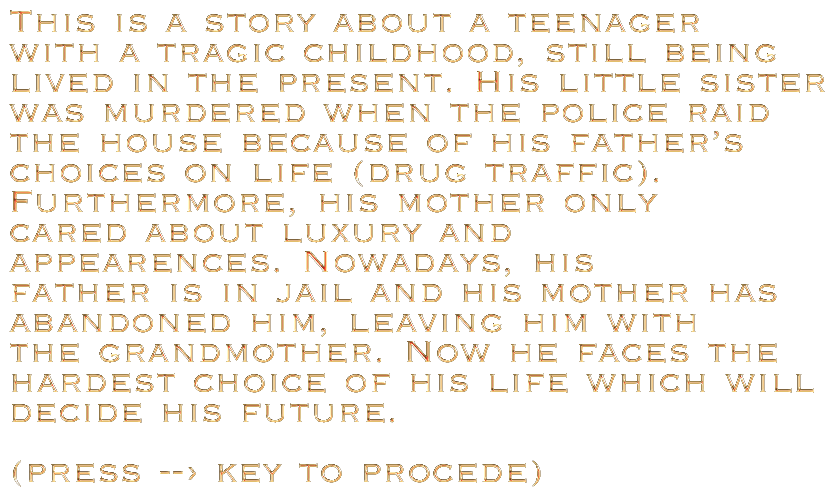 This is a story about a teenager
with a tragic childhood, still being
lived in the present. His little sister
was murdered when the police raid
the house because of his father's
choices on life (drug traffic).
Furthermore, his mother only
cared about luxury and
appearences. Nowadays, his
father is in jail and his mother has
abandoned him, leaving him with
the grandmother. Now he faces the
hardest choice of his life which will
decide his future.
(press --> key to procede)